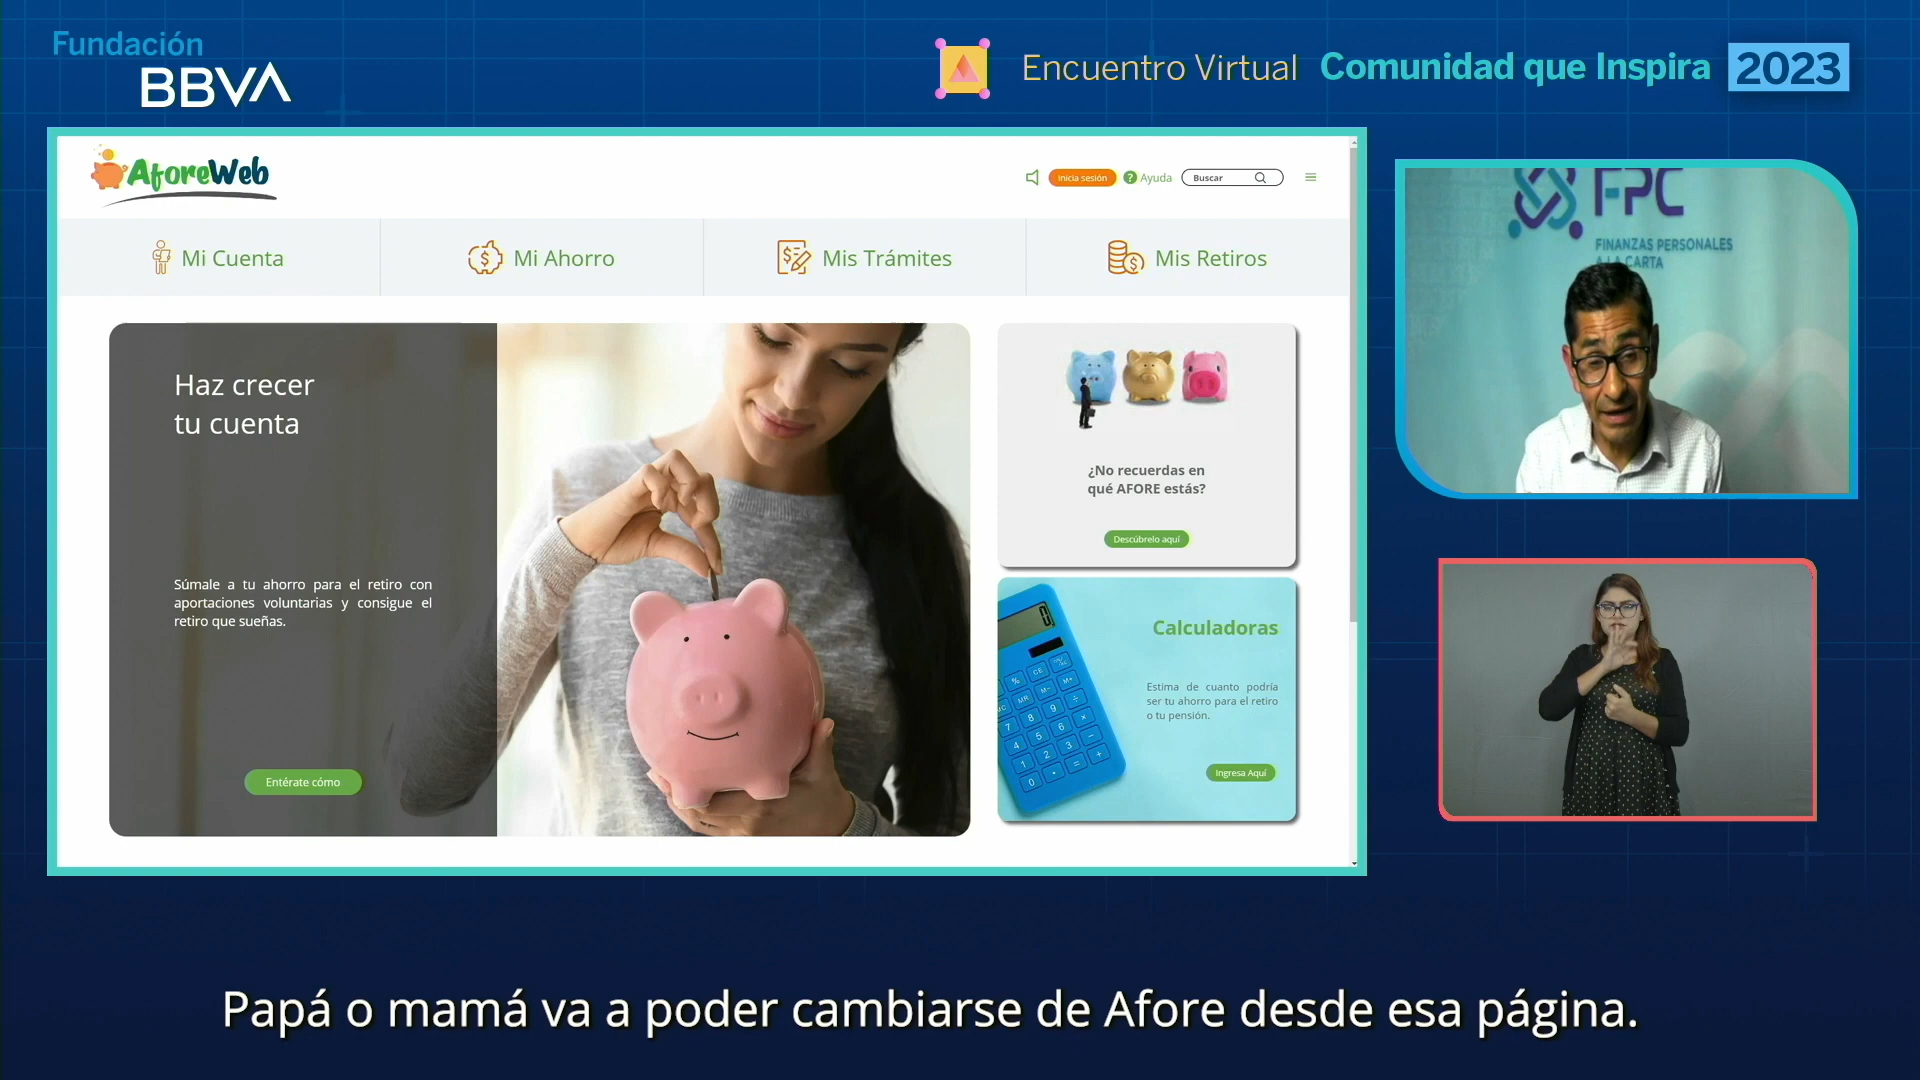 Fundación
BBVA
Encuentro Virtual Comunidad que Inspira 2023
AforeWeb
Inicia sesión
? Ayuda
Buscar
Mi Cuenta
Mi Ahorro
Mis Trámites
Mis Retiros
Haz crecer
tu cuenta
Súmale a tu ahorro para el retiro con
aportaciones voluntarias y consigue el
retiro que sueñas.
Entérate cómo
¿No recuerdas en
qué AFORE estás?
Descúbrelo aquí
Calculadoras
Estima de cuanto podría
ser tu ahorro para el retiro
o tu pensión.
Ingresa Aquí
FPC
FINANZAS PERSONALES
A LA CARTA
Papá o mamá va a poder cambiarse de Afore desde esa página.